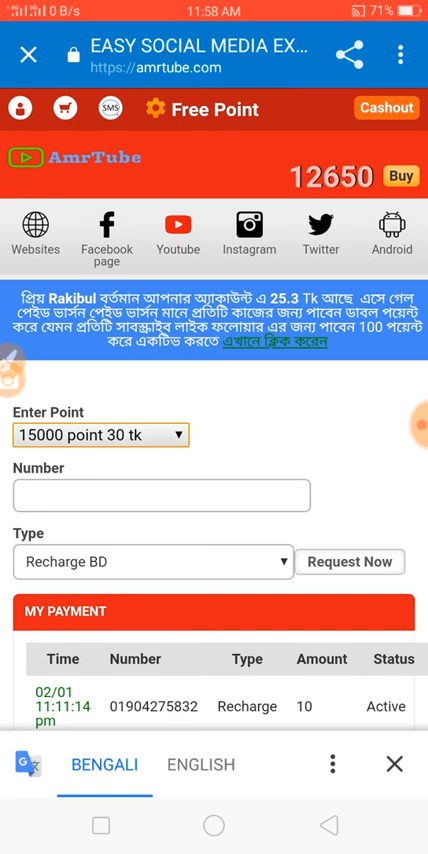 4G 3G 0 B/s 11:58 AM 71%
EASY SOCIAL MEDIA EX...
https://amrtube.com
SMS Free Point Cashout
AmrTube
12650 Buy
Websites Facebook page Youtube Instagram Twitter Android
প্রিয় Rakibul বর্তমান আপনার অ্যাকাউন্ট এ 25.3 Tk আছে এসে গেল
পেইড ভার্সন পেইড ভার্সন মানে প্রতিটি কাজের জন্য পাবেন ডাবল পয়েন্ট
করে যেমন প্রতিটি সাবস্ক্রাইব লাইক ফলোয়ার এর জন্য পাবেন 100 পয়েন্ট
করে একটিভ করতে এখানে ক্লিক করেন
Enter Point
15000 point 30 tk
Number
Type
Recharge BD Request Now
MY PAYMENT
Time Number Type Amount Status
02/01
11:11:14 01904275832 Recharge 10 Active
pm
G BENGALI ENGLISH